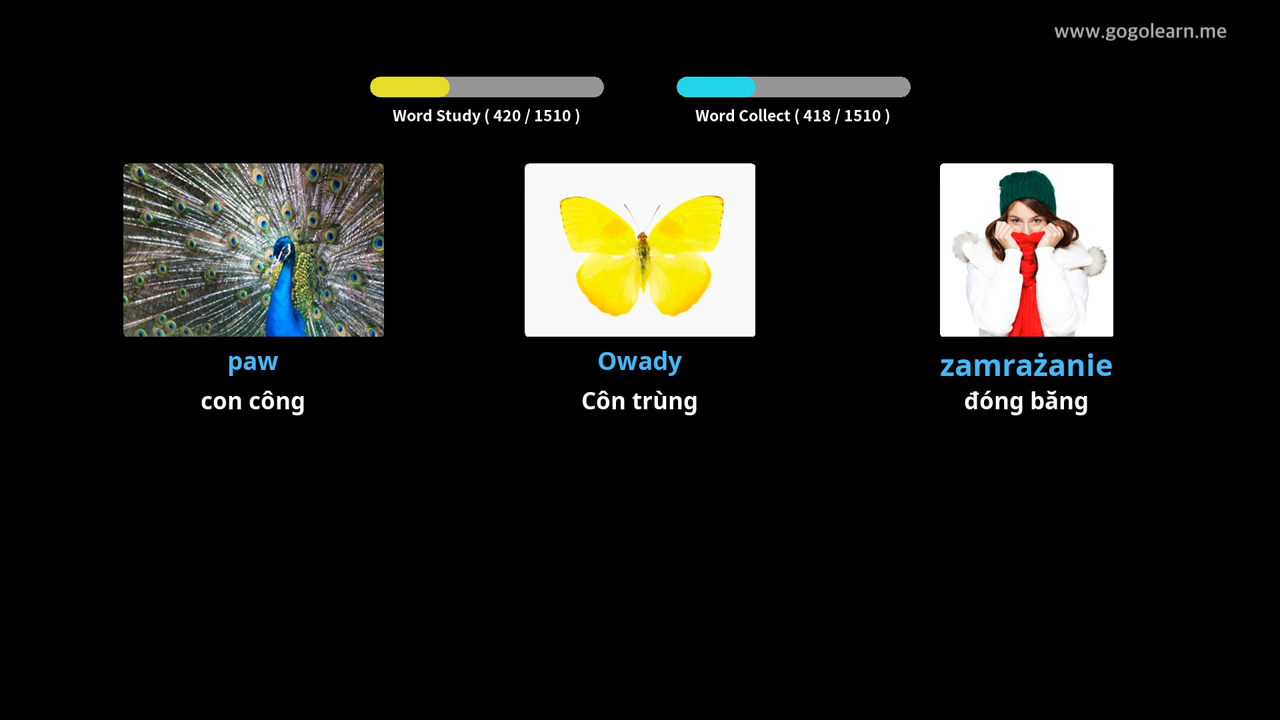 www.gogolearn.me
Word Study ( 420 / 1510 )
Word Collect ( 418 / 1510 )
paw
Owady
zamrażanie
con công
Côn trùng
đóng băng